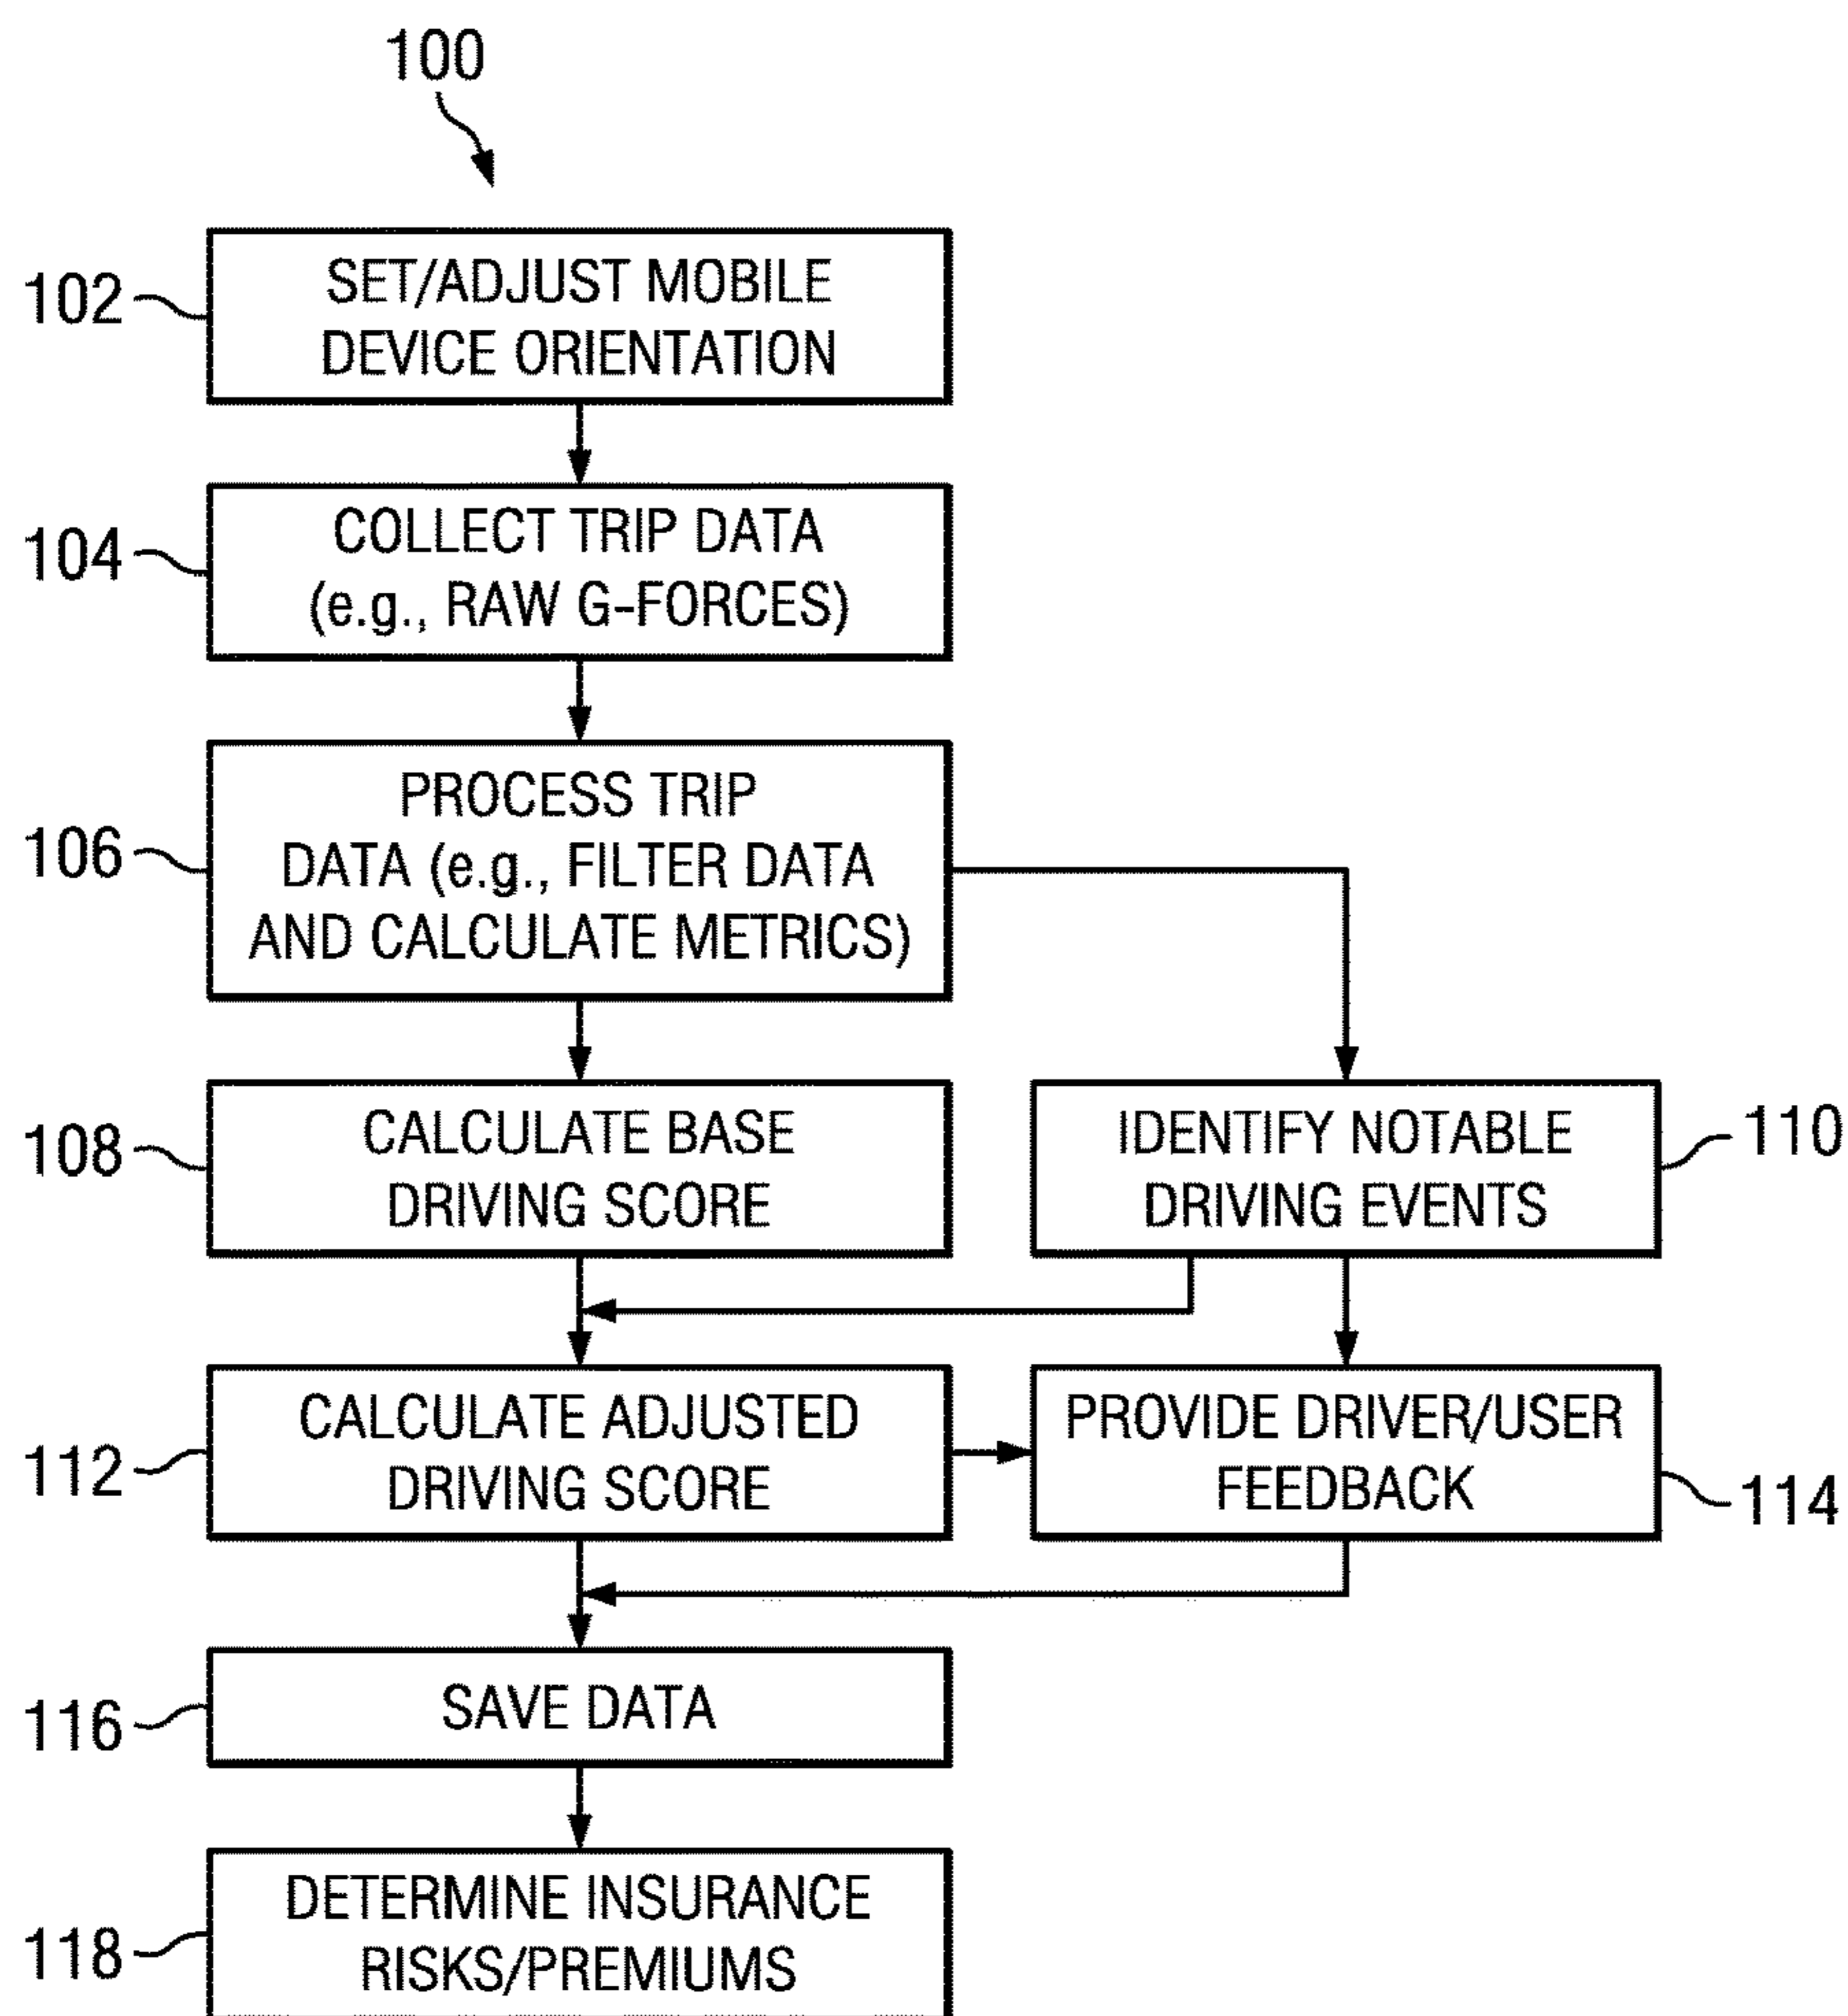 100
102
SET/ADJUST MOBILE
DEVICE ORIENTATION
104
COLLECT TRIP DATA
(e.g., RAW G-FORCES)
106
PROCESS TRIP
DATA (e.g., FILTER DATA
AND CALCULATE METRICS)
108
CALCULATE BASE
DRIVING SCORE
IDENTIFY NOTABLE
DRIVING EVENTS
110
112
CALCULATE ADJUSTED
DRIVING SCORE
PROVIDE DRIVER/USER
FEEDBACK
114
116
SAVE DATA
118
DETERMINE INSURANCE
RISKS/PREMIUMS